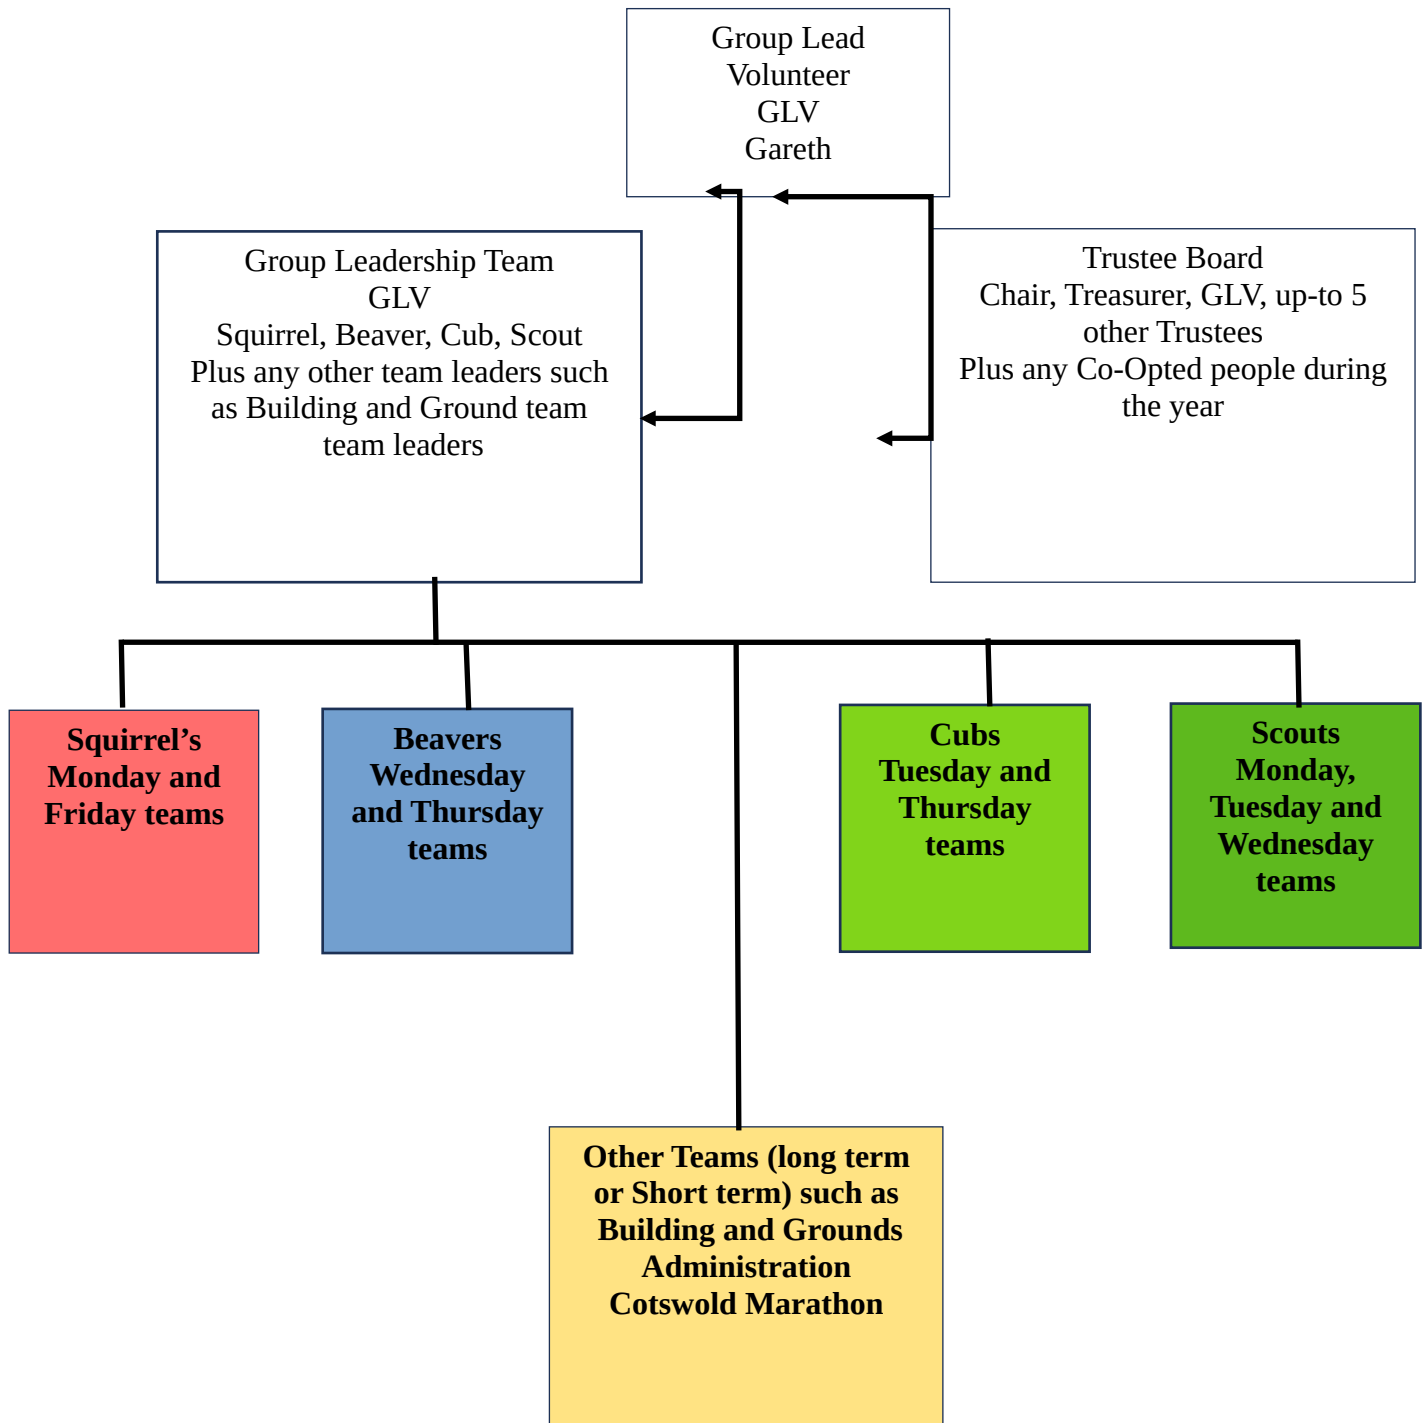 Group Lead
Volunteer
GLV
Gareth
Group Leadership Team
GLV
Squirrel, Beaver, Cub, Scout
Plus any other team leaders such
as Building and Ground team
team leaders
Trustee Board
Chair, Treasurer, GLV, up-to 5
other Trustees
Plus any Co-Opted people during
the year
Squirrel’s
Monday and
Friday teams
Beavers
Wednesday
and Thursday
teams
Cubs
Tuesday and
Thursday
teams
Scouts
Monday,
Tuesday and
Wednesday
teams
Other Teams (long term
or Short term) such as
Building and Grounds
Administration
Cotswold Marathon